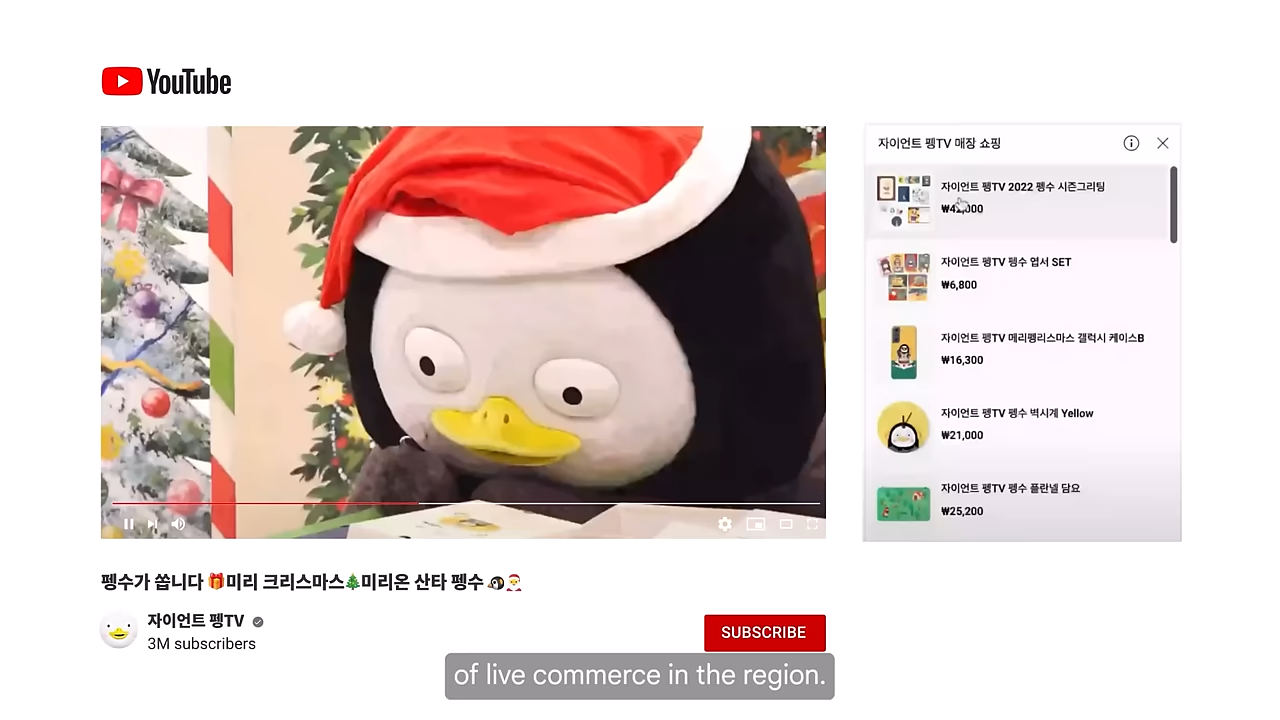 YouTube
자이언트 펭TV 매장 쇼핑
자이언트 펭TV 2022 펭수 시즌그리팅
자이언트 펭TV 펭수 엽서 SET
₩6,800
자이언트 펭TV 메리펭리스마스 갤럭시 케이스B
₩16,300
자이언트 펭TV 펭수 벽시계 Yellow
₩21,000
자이언트 펭TV 펭수 플란넬 담요
₩25,200
펭수가 쏩니다 🎁미리 크리스마스🎄미리온 산타 펭수 🐧🎅
자이언트 펭TV
3M subscribers
SUBSCRIBE
of live commerce in the region.